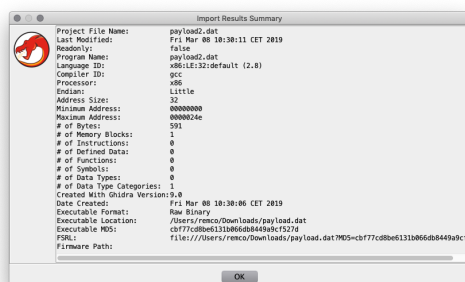 Import Results Summary
Project File Name: payload2.dat
Last Modified: Fri Mar 08 10:30:11 CET 2019
Readonly: false
Program Name: payload2.dat
Language ID: x86:LE:32:default (2.8)
Compiler ID: gcc
Processor: x86
Endian: Little
Address Size: 32
Minimum Address: 00000000
Maximum Address: 0000024e
# of Bytes: 591
# of Memory Blocks: 1
# of Instructions: 0
# of Defined Data: 0
# of Functions: 0
# of Symbols: 0
# of Data Types: 0
# of Data Type Categories: 1
Created With Ghidra Version: 9.0
Date Created: Fri Mar 08 10:30:06 CET 2019
Executable Format: Raw Binary
Executable Location: /Users/remco/Downloads/payload.dat
Executable MD5: cbf77cd8be6131b066db8449a9cf527d
FSRL: file:///Users/remco/Downloads/payload.dat?MD5=cbf77cd8be6131b066db8449a9cf
Firmware Path:
OK